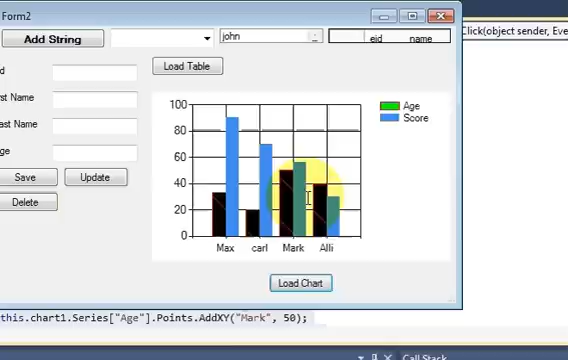 Form2
Add String
john
eid name
Click(object sender, Eve
Load Table
d
rst Name
ast Name
ge
Save
Update
Delete
100
80
60
40
20
0
Max carl Mark Alli
Age
Score
Load Chart
this.chart1.Series["Age"].Points.AddXY("Mark", 50);
Call Stack